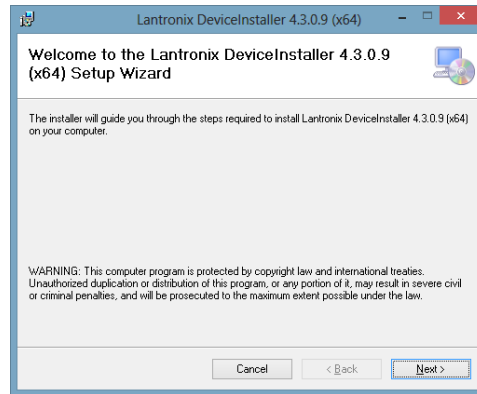 Lantronix DeviceInstaller 4.3.0.9 (x64)
Welcome to the Lantronix DeviceInstaller 4.3.0.9
(x64) Setup Wizard
The installer will guide you through the steps required to install Lantronix DeviceInstaller 4.3.0.9 (x64)
on your computer.
WARNING: This computer program is protected by copyright law and international treaties.
Unauthorized duplication or distribution of this program, or any portion of it, may result in severe civil
or criminal penalties, and will be prosecuted to the maximum extent possible under the law.
Cancel < Back Next >